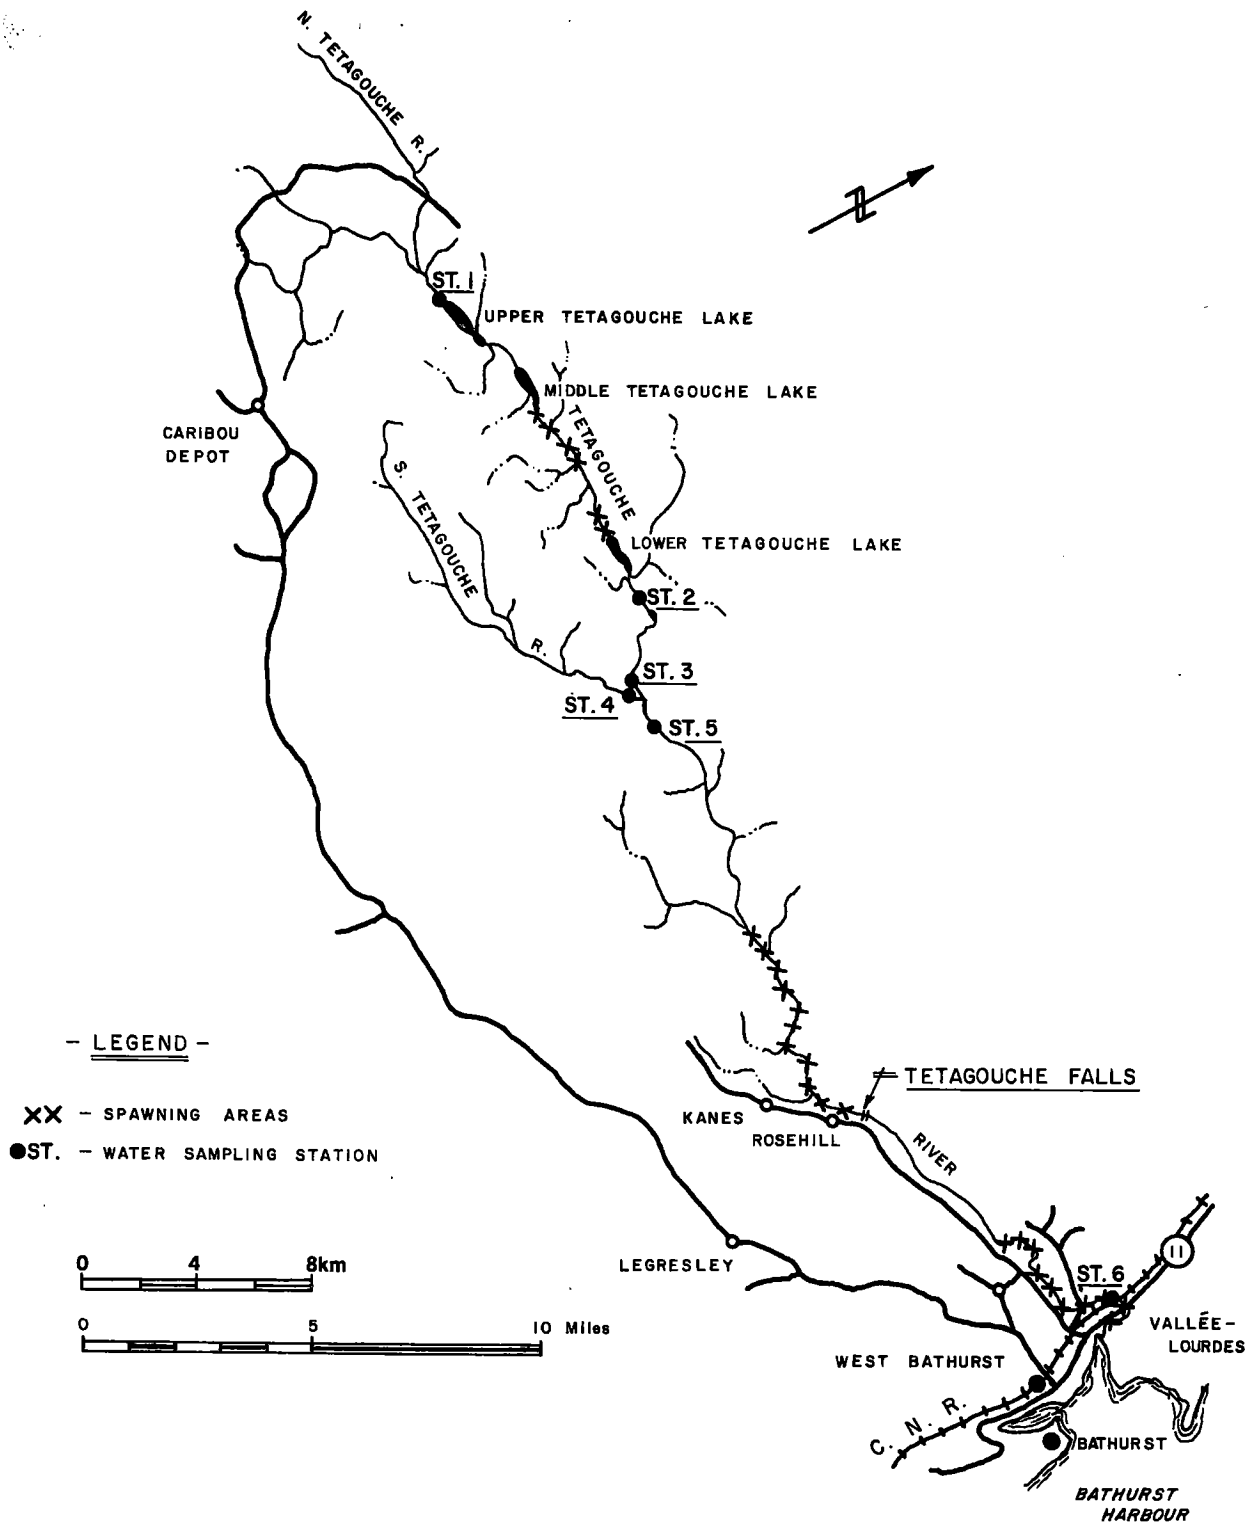 N. TETAGOUCHE R.
N
ST. 1
UPPER TETAGOUCHE LAKE
MIDDLE TETAGOUCHE LAKE
TETAGOUCHE
CARIBOU
DEPOT
S. TETAGOUCHE
R.
LOWER TETAGOUCHE LAKE
ST. 2
ST. 3
ST. 4
ST. 5
- LEGEND -
XX - SPAWNING AREAS
●ST. - WATER SAMPLING STATION
TETAGOUCHE FALLS
KANES
ROSEHILL
RIVER
0 4 8km
0 5 10 Miles
LEGRESLEY
11
ST. 6
VALLÉE-
LOURDES
WEST BATHURST
C. N. R.
BATHURST
BATHURST
HARBOUR